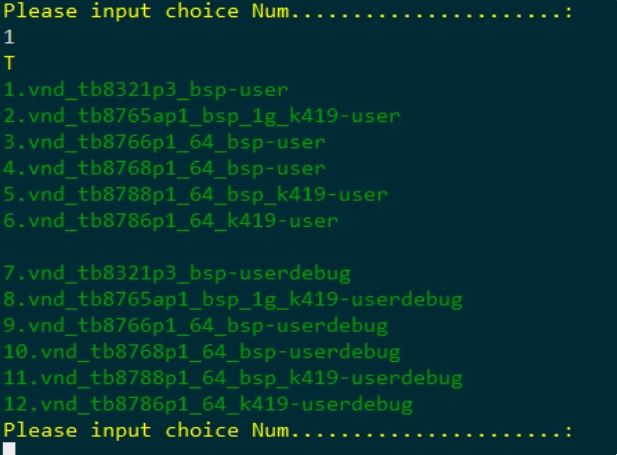 Please input choice Num......................:
1
T
1.vnd_tb8321p3_bsp-user
2.vnd_tb8765ap1_bsp_1g_k419-user
3.vnd_tb8766p1_64_bsp-user
4.vnd_tb8768p1_64_bsp-user
5.vnd_tb8788p1_64_bsp_k419-user
6.vnd_tb8786p1_64_k419-user
7.vnd_tb8321p3_bsp-userdebug
8.vnd_tb8765ap1_bsp_1g_k419-userdebug
9.vnd_tb8766p1_64_bsp-userdebug
10.vnd_tb8768p1_64_bsp-userdebug
11.vnd_tb8788p1_64_bsp_k419-userdebug
12.vnd_tb8786p1_64_k419-userdebug
Please input choice Num......................: